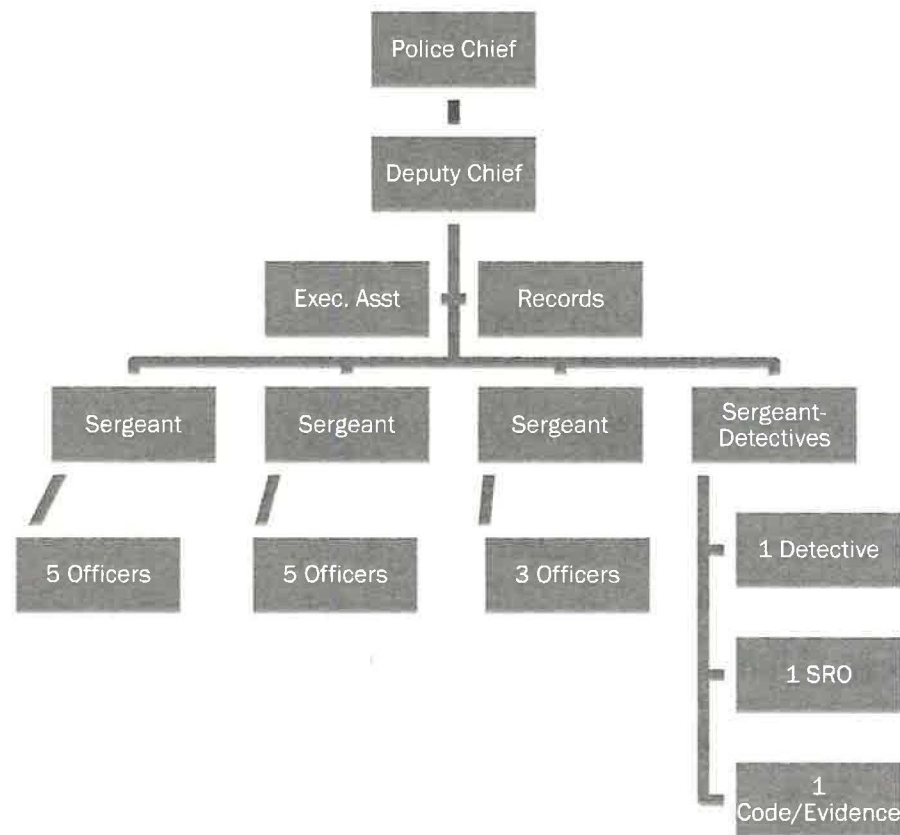 Police Chief
Deputy Chief
Exec. Asst
Records
Sergeant
Sergeant
Sergeant
Sergeant-
Detectives
5 Officers
5 Officers
3 Officers
1 Detective
1 SRO
1
Code/Evidence